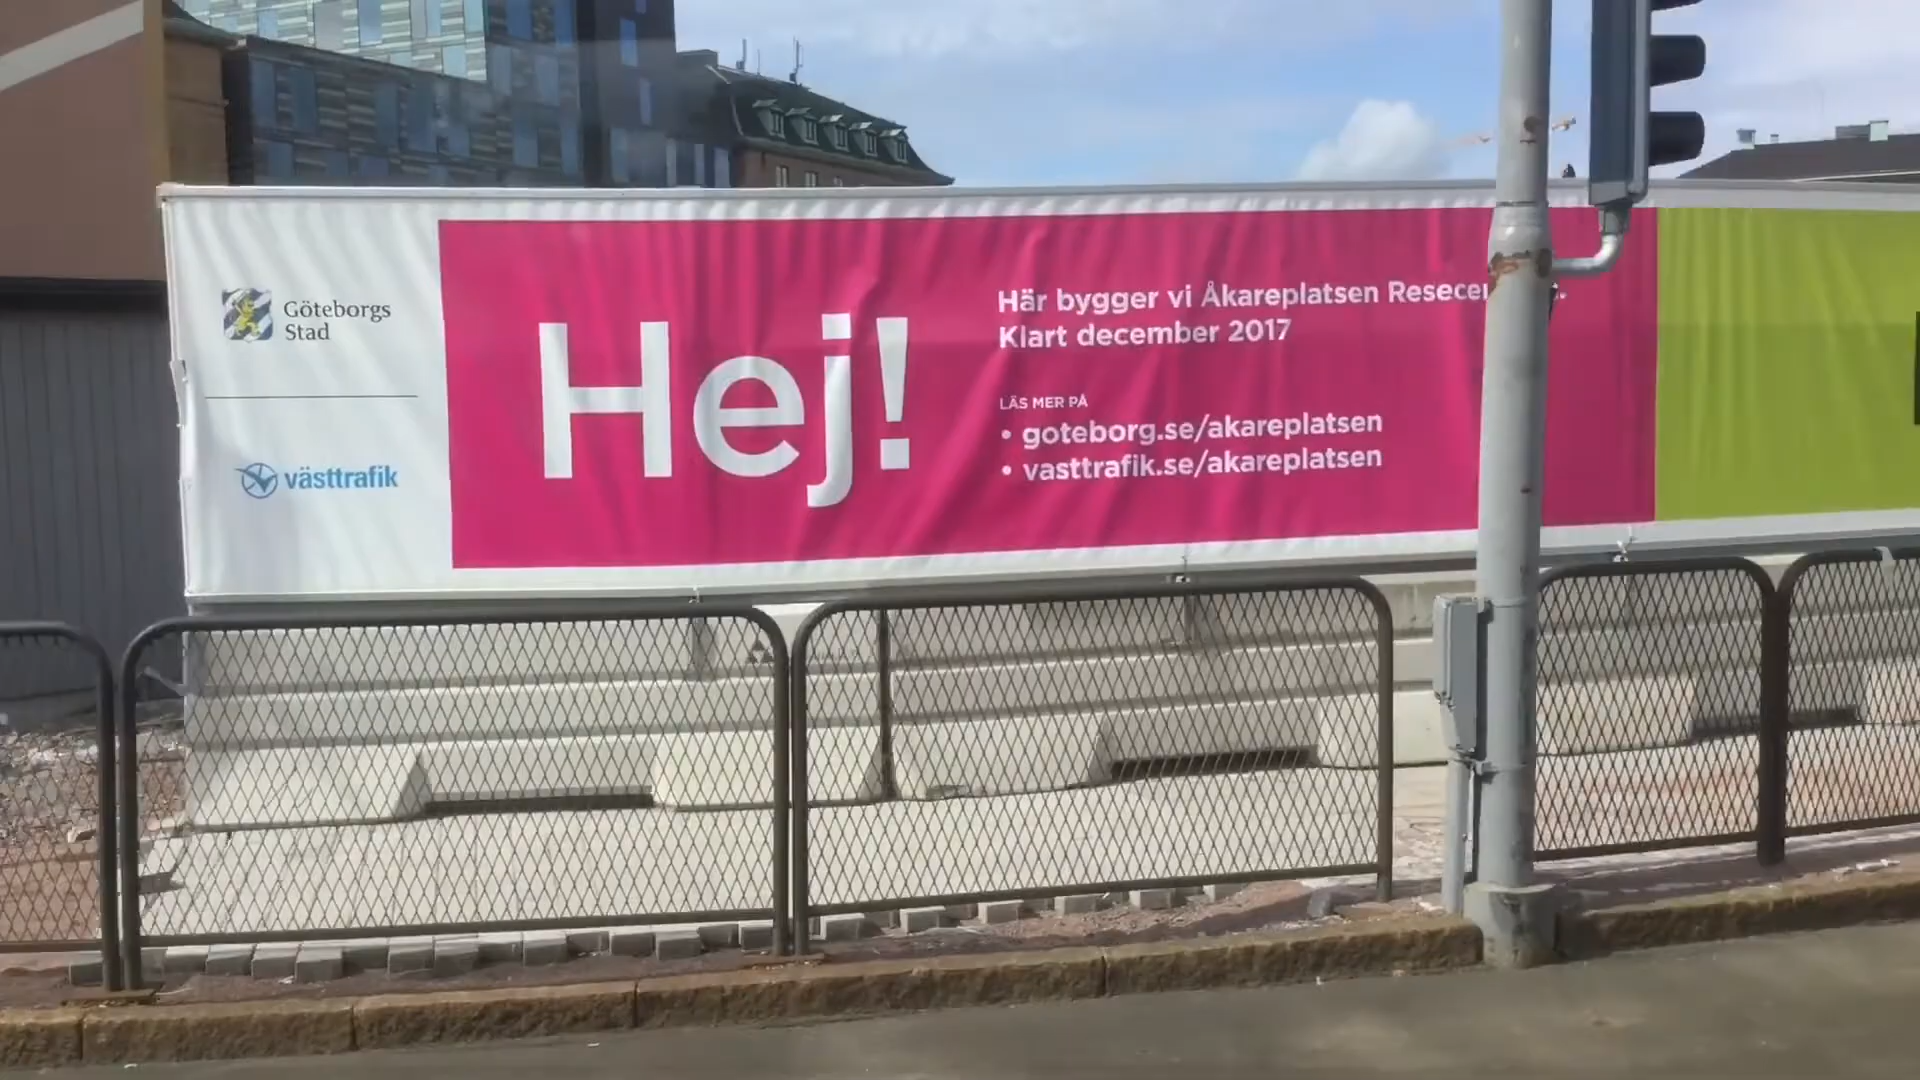 Göteborgs
Stad
västtrafik
Hej!
Här bygger vi Åkareplatsen
Klart december 2017
LÄS MER PÅ
• goteborg.se/akareplatsen
• vasttrafik.se/akareplatsen